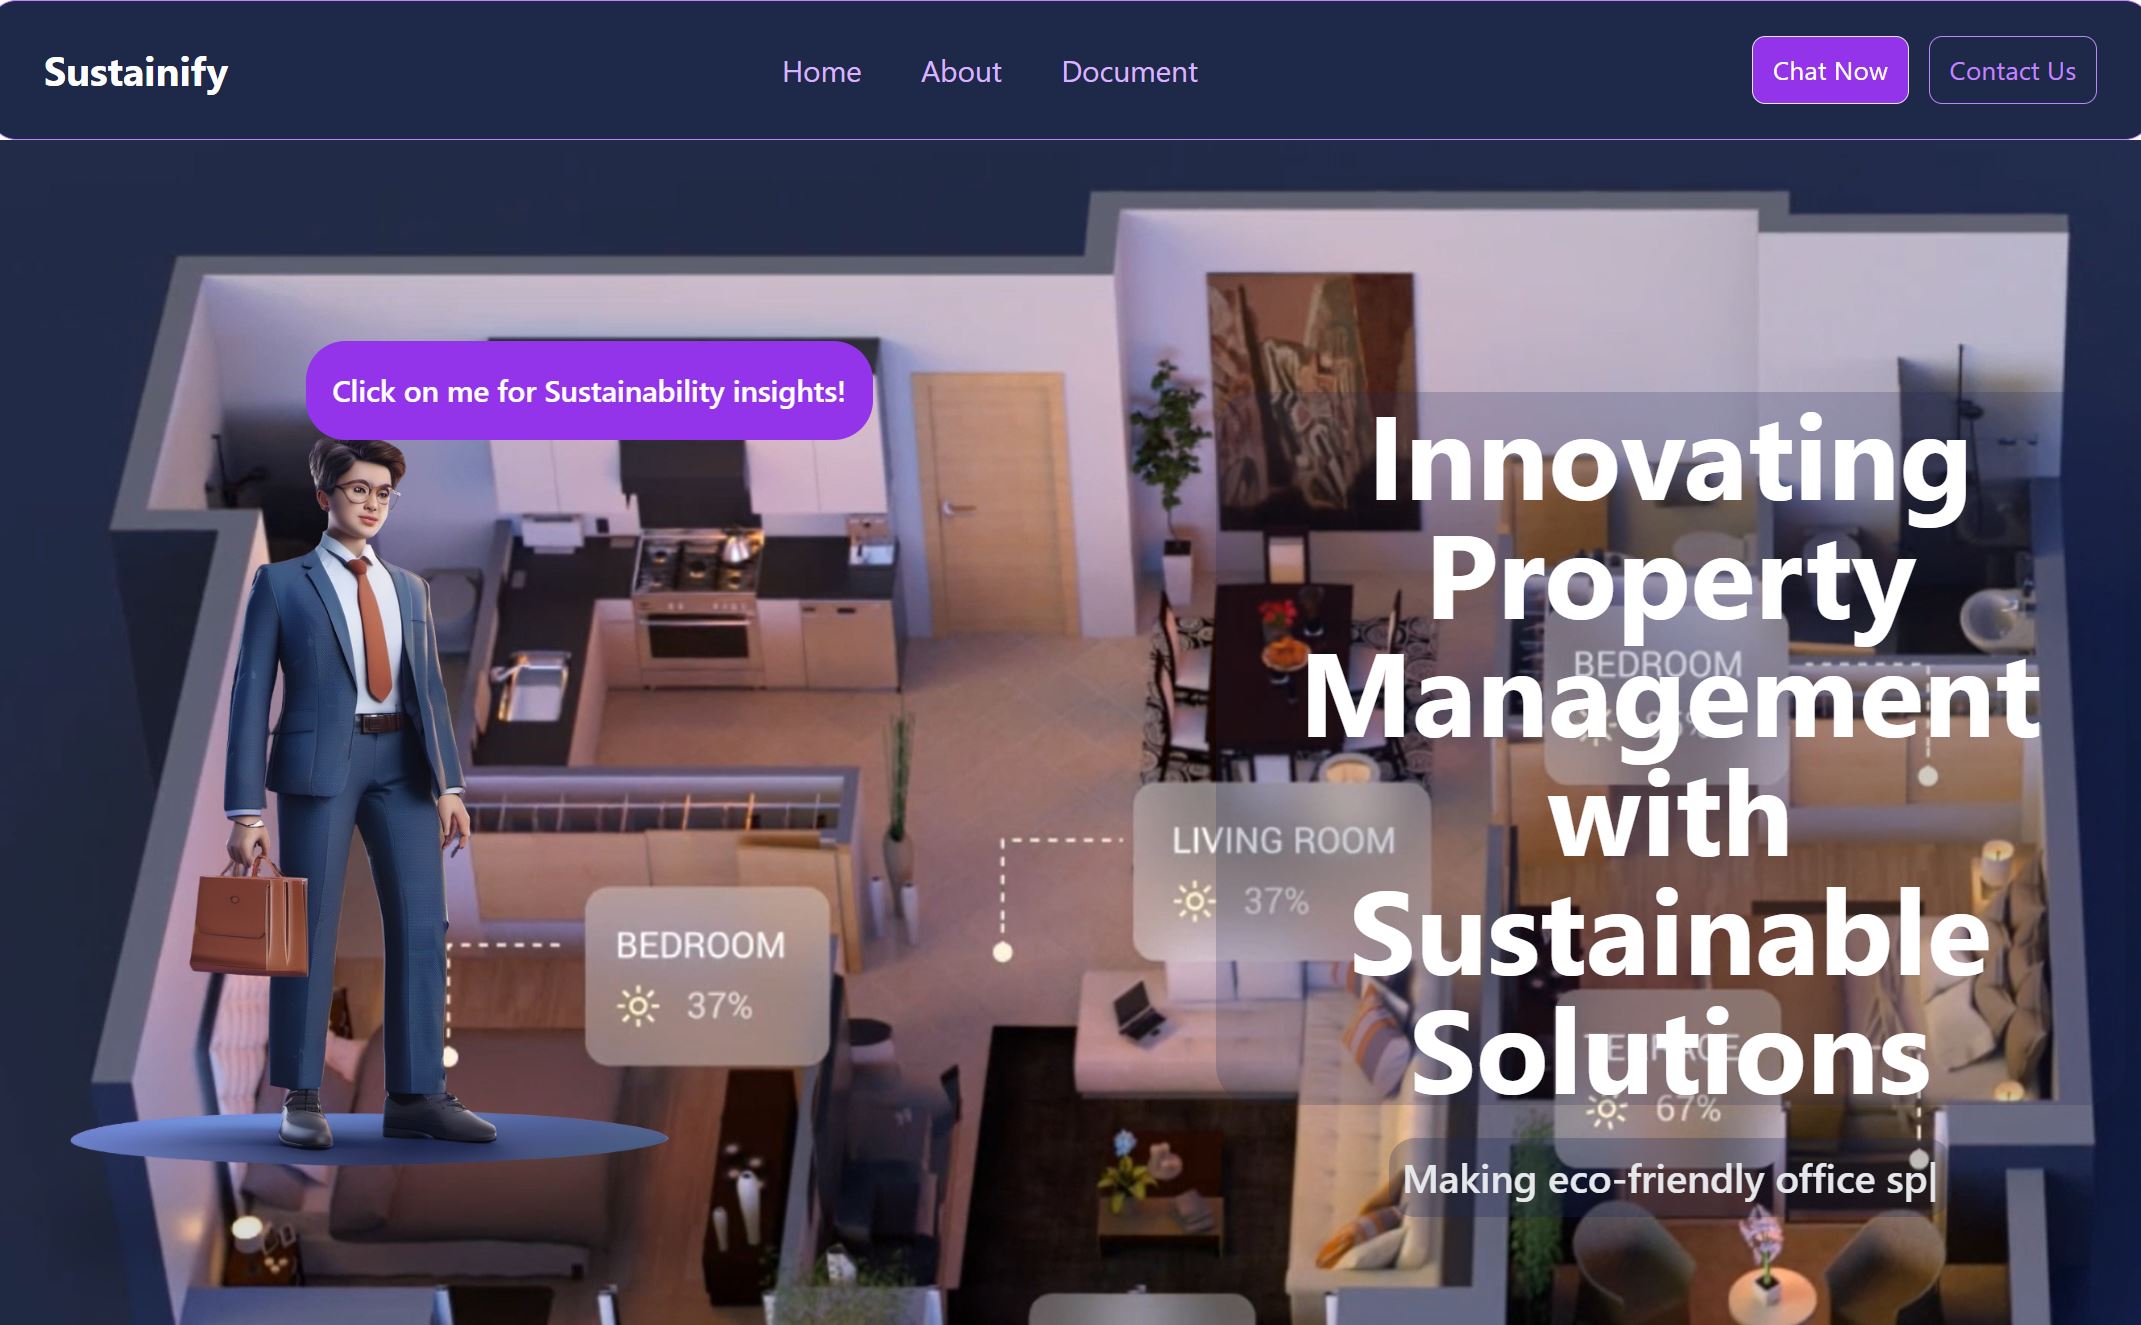 Sustainify
Home
About
Document
Chat Now
Contact Us
Click on me for Sustainability insights!
Innovating
Property
Management
with
Sustainable
Solutions
BEDROOM
LIVING ROOM
37%
BEDROOM
37%
67%
Making eco-friendly office sp|